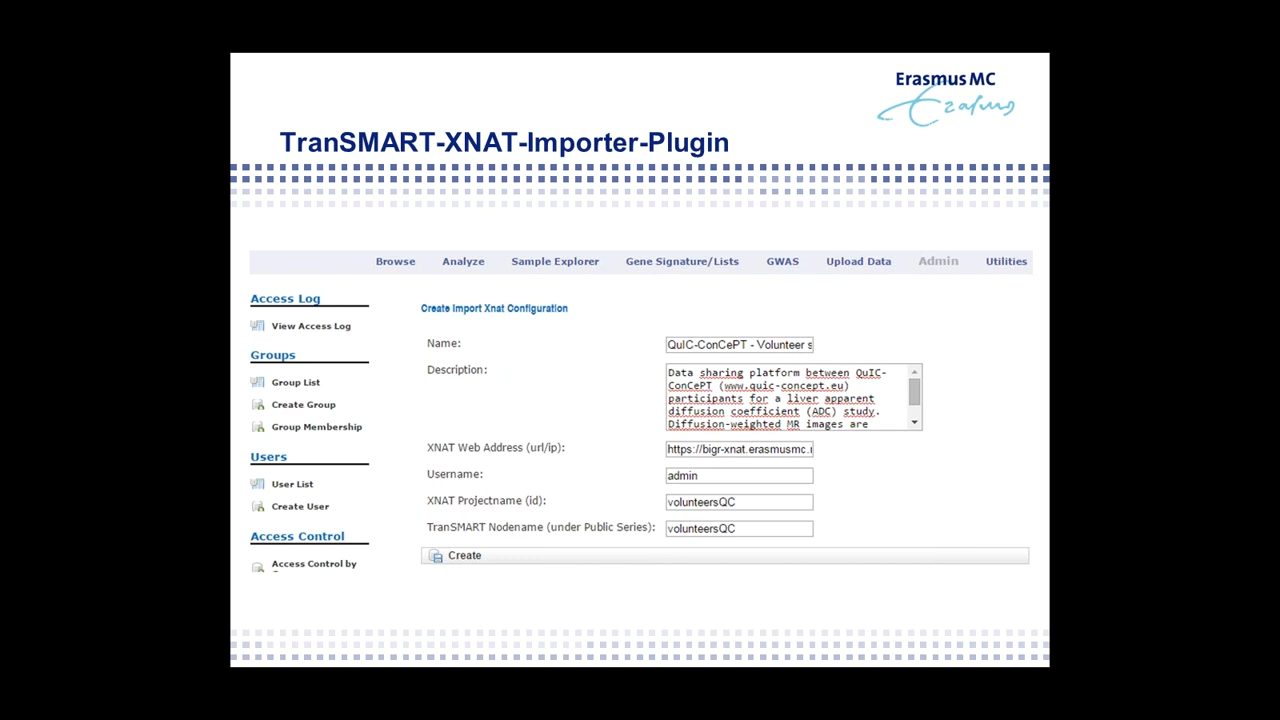 Erasmus MC
Erasmus
TranSMART-XNAT-Importer-Plugin
Browse Analyze Sample Explorer Gene Signature/Lists GWAS Upload Data Admin Utilities
Access Log
View Access Log
Groups
Group List
Create Group
Group Membership
Users
User List
Create User
Access Control
Access Control by
Create Import Xnat Configuration
Name: QuIC-ConCePT - Volunteer s
Description: Data sharing platform between QuIC-
ConCePT (www.quic-concept.eu)
participants for a liver apparent
diffusion coefficient (ADC) study.
Diffusion-weighted MR images are
XNAT Web Address (url/ip): https://bigr-xnat.erasmusmc.
Username: admin
XNAT Projectname (id): volunteersQC
TranSMART Nodename (under Public Series): volunteersQC
Create